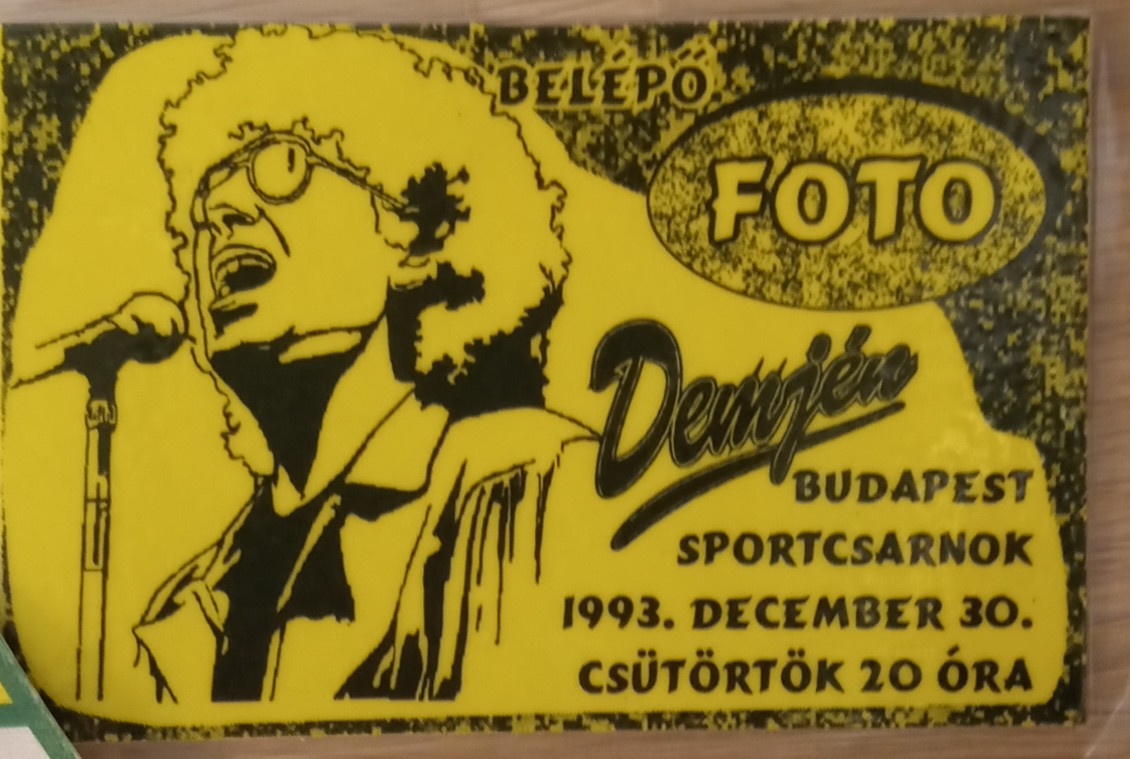 BELÉPŐ
FOTO
Demjén
BUDAPEST
SPORTCSARNOK
1993. DECEMBER 30.
CSÜTÖRTÖK 20 ÓRA